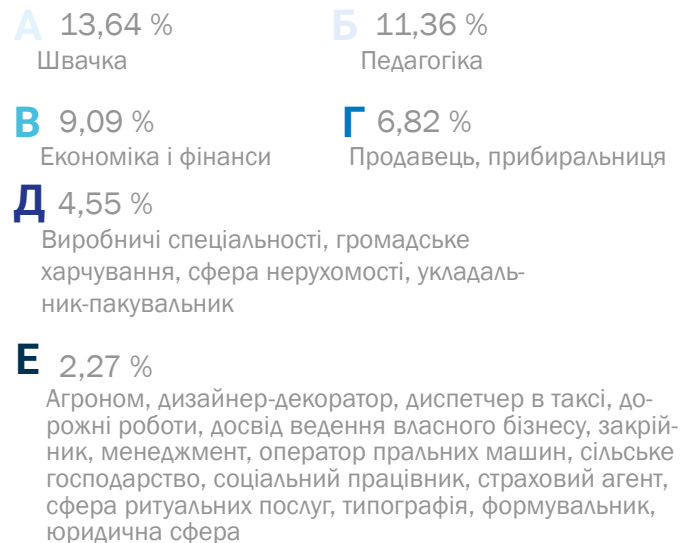 А 13,64 %
Швачка
Б 11,36 %
Педагогіка
В 9,09 %
Економіка і фінанси
Г 6,82 %
Продавець, прибиральниця
Д 4,55 %
Виробничі спеціальності, громадське
харчування, сфера нерухомості, укладаль-
ник-пакувальник
Е 2,27 %
Агроном, дизайнер-декоратор, диспетчер в таксі, до-
рожні роботи, досвід ведення власного бізнесу, закрій-
ник, менеджмент, оператор пральних машин, сільське
господарство, соціальний працівник, страховий агент,
сфера ритуальних послуг, типографія, формувальник,
юридична сфера